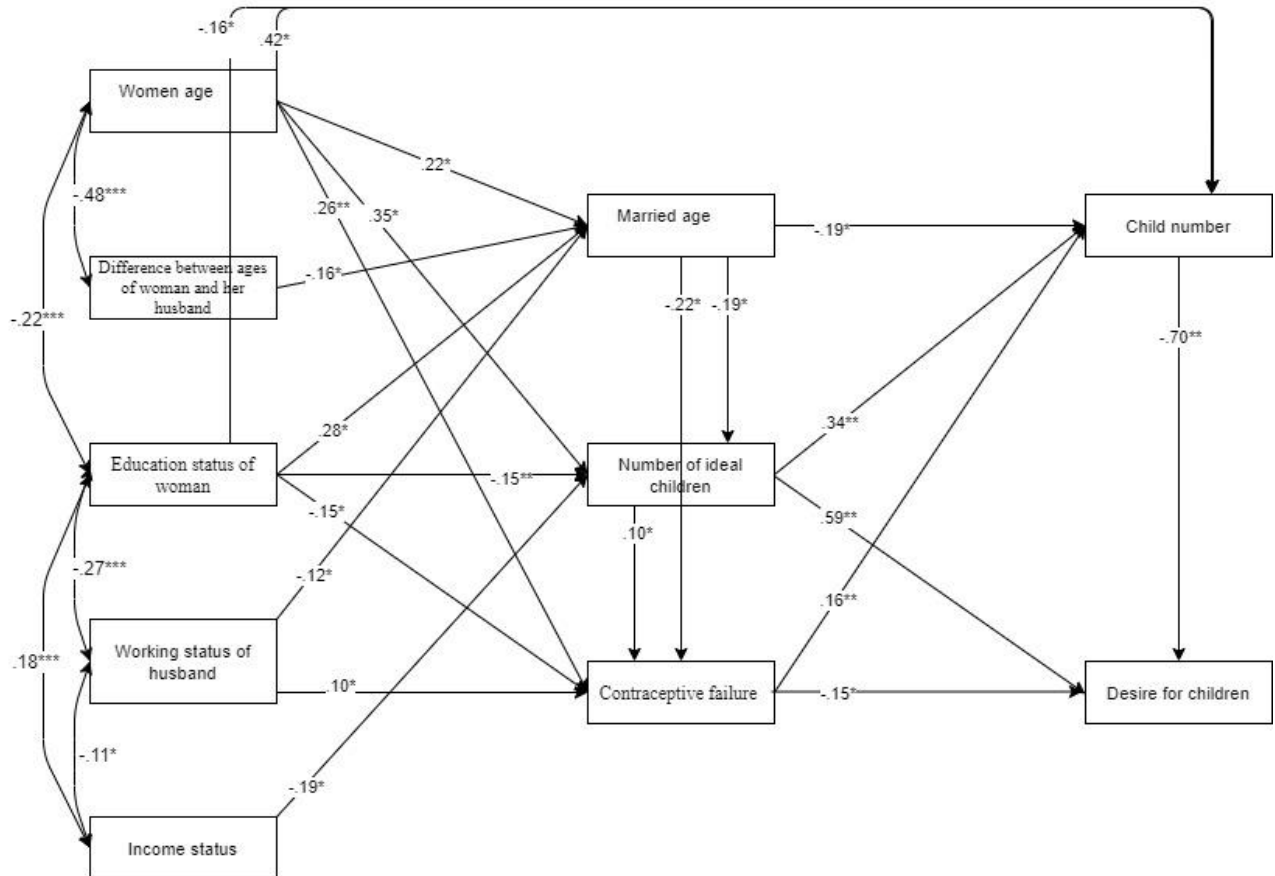 -.16*
.42*
Women age
.22*
-.48***
.26**
.35*
Married age
-.19*
Child number
Difference between ages
of woman and her
husband
-.16*
-.22*
-.19*
-.22***
-.70**
.28*
.34**
Education status of
woman
-.15**
Number of ideal
children
-.15*
.59**
.10*
-.27***
-.12*
.16**
Working status of
husband
.18***
.10*
Contraceptive failure
-.15*
Desire for children
-.11*
-.19*
Income status